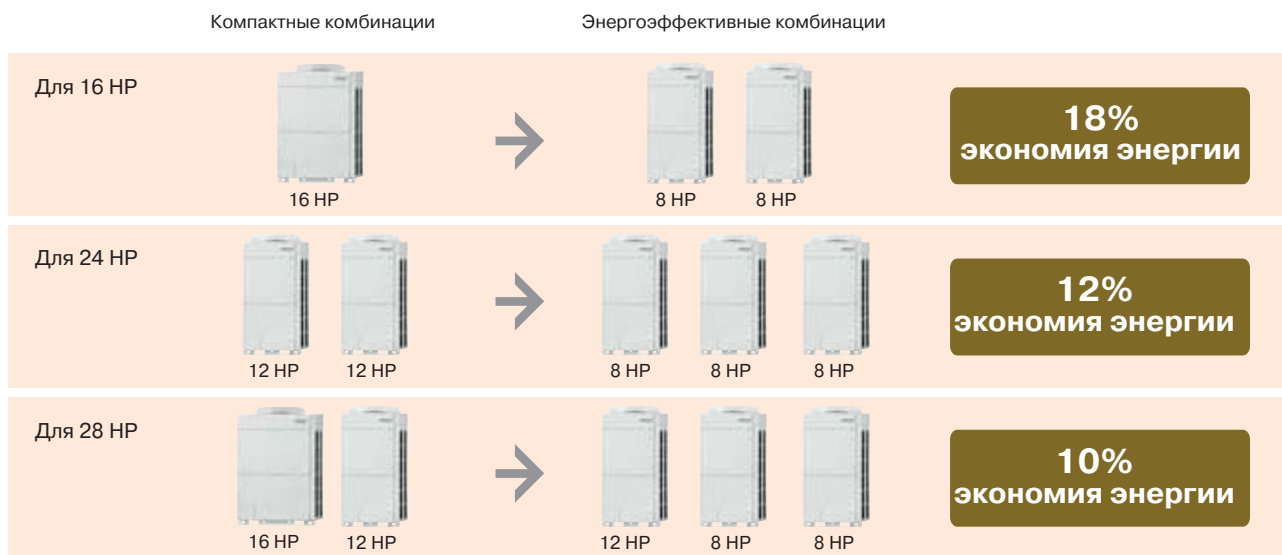 Компактные комбинации
Энергоэффективные комбинации
Для 16 HP
16 HP
8 HP
8 HP
18%
экономия энергии
Для 24 HP
12 HP
12 HP
8 HP
8 HP
8 HP
12%
экономия энергии
Для 28 HP
16 HP
12 HP
12 HP
8 HP
8 HP
10%
экономия энергии